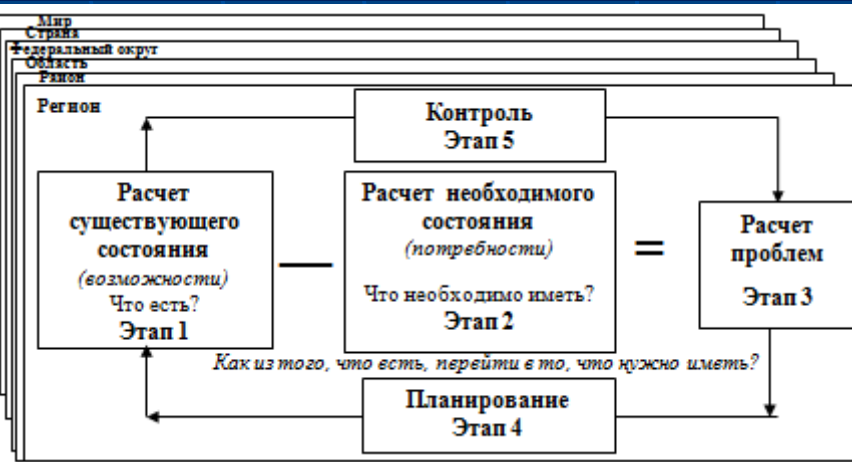 Мир
Страна
Федеральный округ
Область
Район
Регион
Контроль
Этап 5
Расчет
существующего
состояния
(возможности)
Что есть?
Этап 1
—
Расчет необходимого
состояния
(потребности)
Что необходимо иметь?
Этап 2
=
Расчет
проблем
Этап 3
Как из того, что есть, перейти в то, что нужно иметь?
Планирование
Этап 4